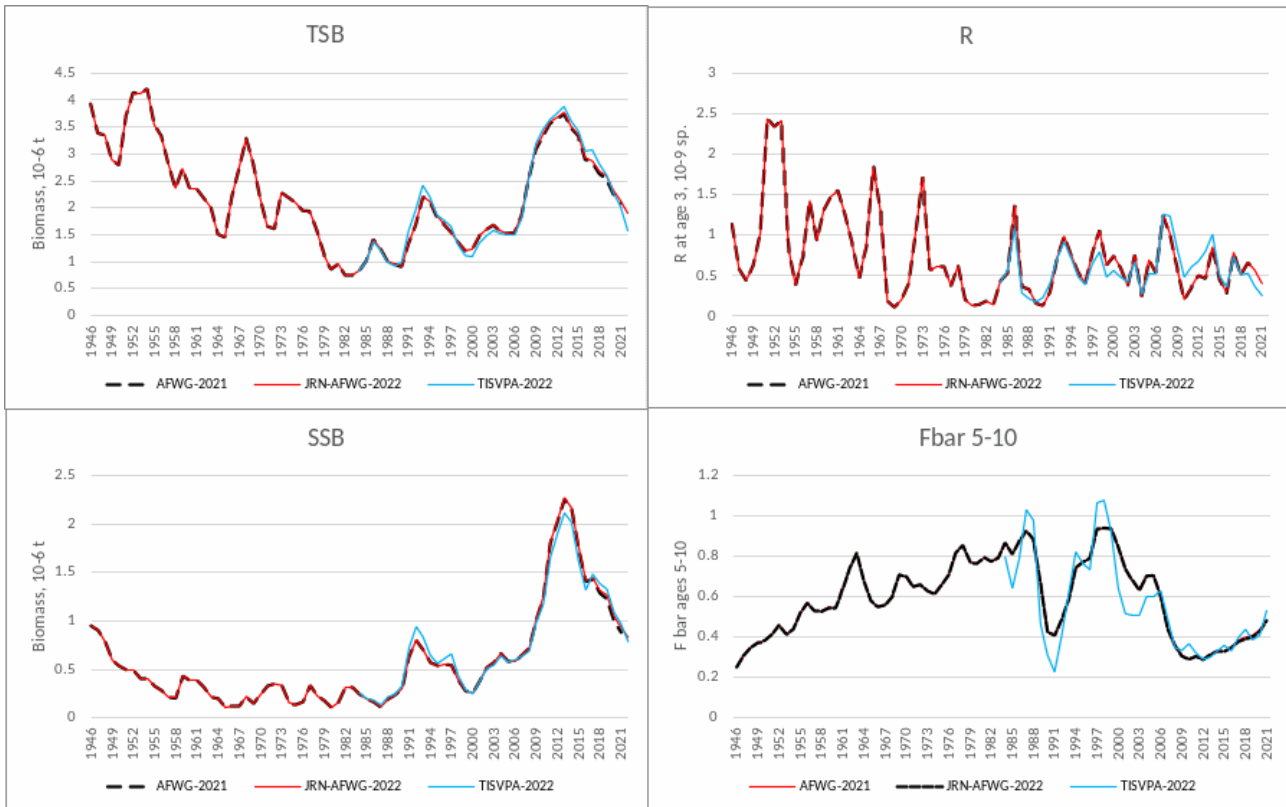 TSB
Biomass, 10-6 t
4.5
4
3.5
3
2.5
2
1.5
1
0.5
0
1946 1949 1952 1955 1958 1961 1964 1967 1970 1973 1976 1979 1982 1985 1988 1991 1994 1997 2000 2003 2006 2009 2012 2015 2018 2021
AFWG-2021 JRN-AFWG-2022 TISVPA-2022
R
R at age 3, 10-9 sp.
3
2.5
2
1.5
1
0.5
0
1946 1949 1952 1955 1958 1961 1964 1967 1970 1973 1976 1979 1982 1985 1988 1991 1994 1997 2000 2003 2006 2009 2012 2015 2018 2021
AFWG-2021 JRN-AFWG-2022 TISVPA-2022
SSB
Biomass, 10-6 t
2.5
2
1.5
1
0.5
0
1946 1949 1952 1955 1958 1961 1964 1967 1970 1973 1976 1979 1982 1985 1988 1991 1994 1997 2000 2003 2006 2009 2012 2015 2018 2021
AFWG-2021 JRN-AFWG-2022 TISVPA-2022
Fbar 5-10
F bar ages 5-10
1.2
1
0.8
0.6
0.4
0.2
0
1946 1949 1952 1955 1958 1961 1964 1967 1970 1973 1976 1979 1982 1985 1988 1991 1994 1997 2000 2003 2006 2009 2012 2015 2018 2021
AFWG-2021 JRN-AFWG-2022 TISVPA-2022